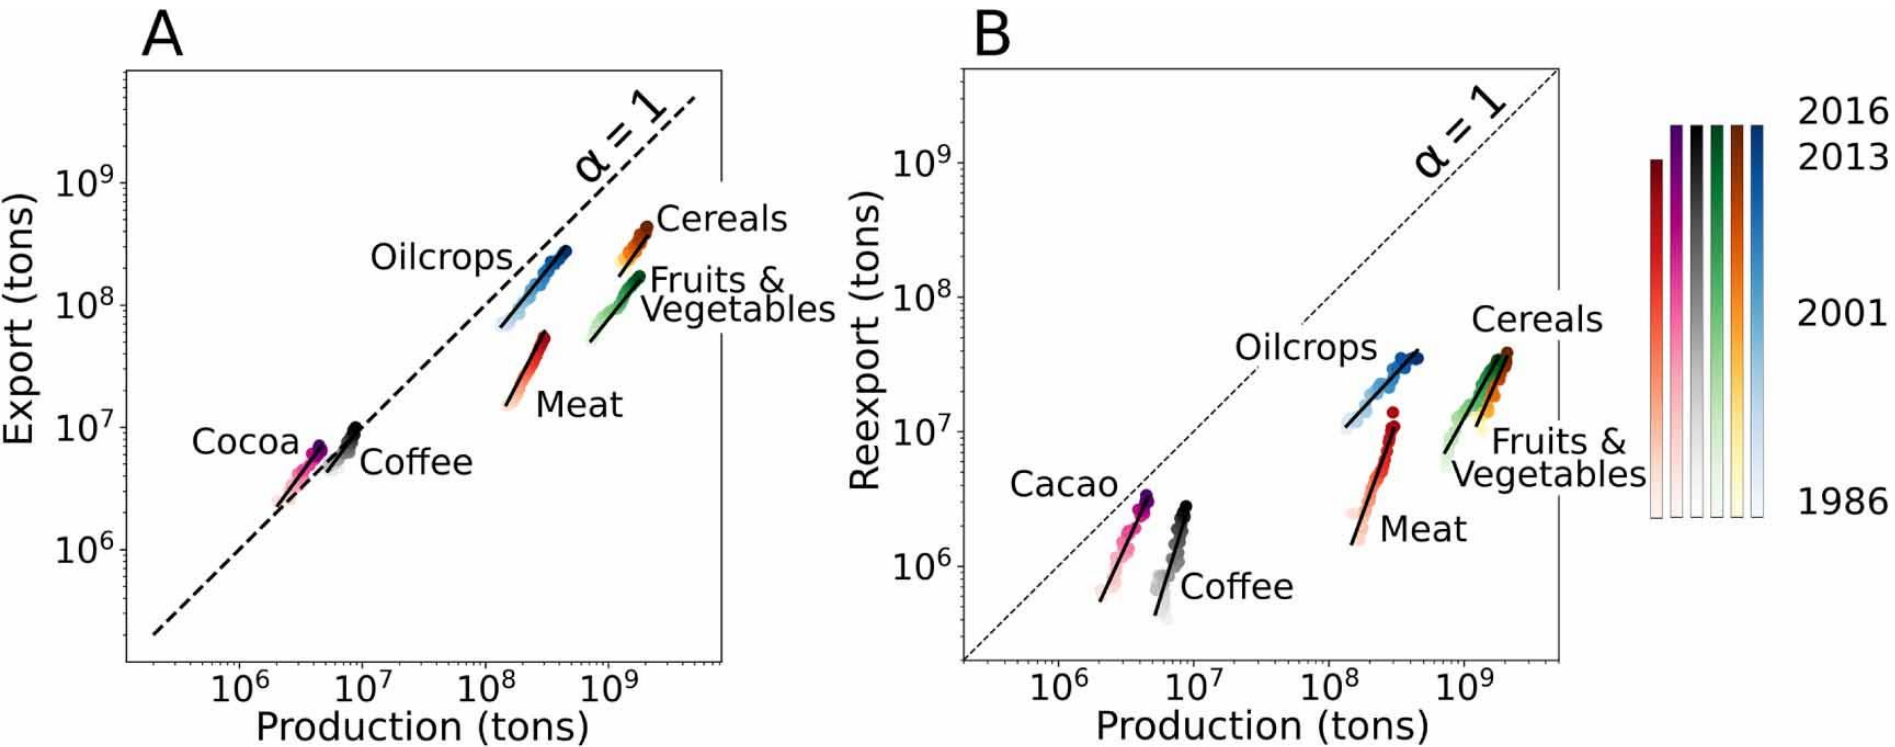 A
α = 1
10⁹
10⁸
10⁷
10⁶
Export (tons)
Cereals
Oilcrops
Fruits &
Vegetables
Meat
Cocoa
Coffee
10⁶ 10⁷ 10⁸ 10⁹
Production (tons)
B
α = 1
10⁹
10⁸
10⁷
10⁶
Reexport (tons)
Cereals
Oilcrops
Fruits &
Vegetables
Cacao
Meat
Coffee
10⁶ 10⁷ 10⁸ 10⁹
Production (tons)
2016
2013
2001
1986